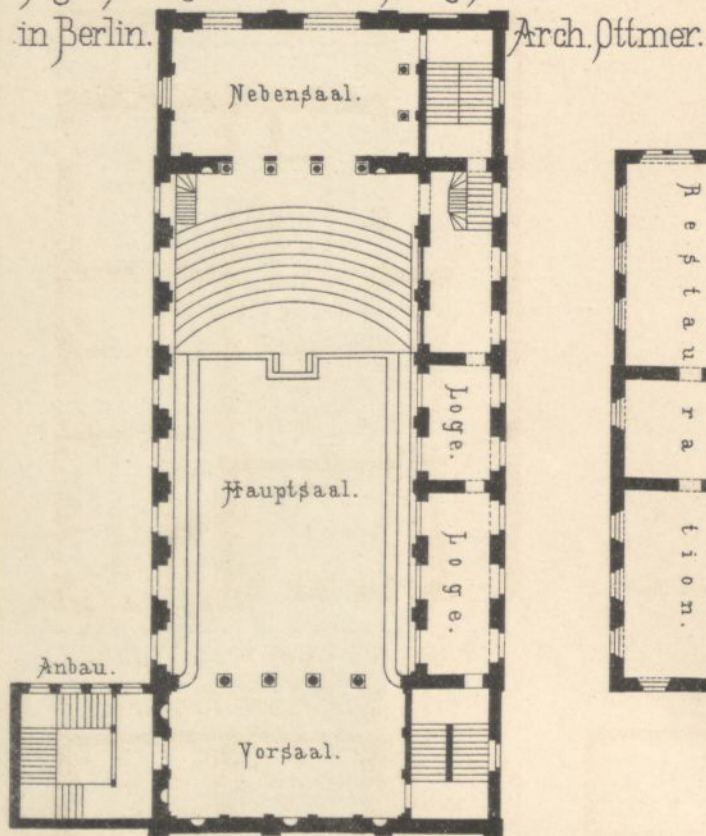 in Berlin.
Arch. Ottmer.
Nebensaal.
Loge.
Hauptsaal.
Loge.
Anbau.
Vorsaal.
Restauration.